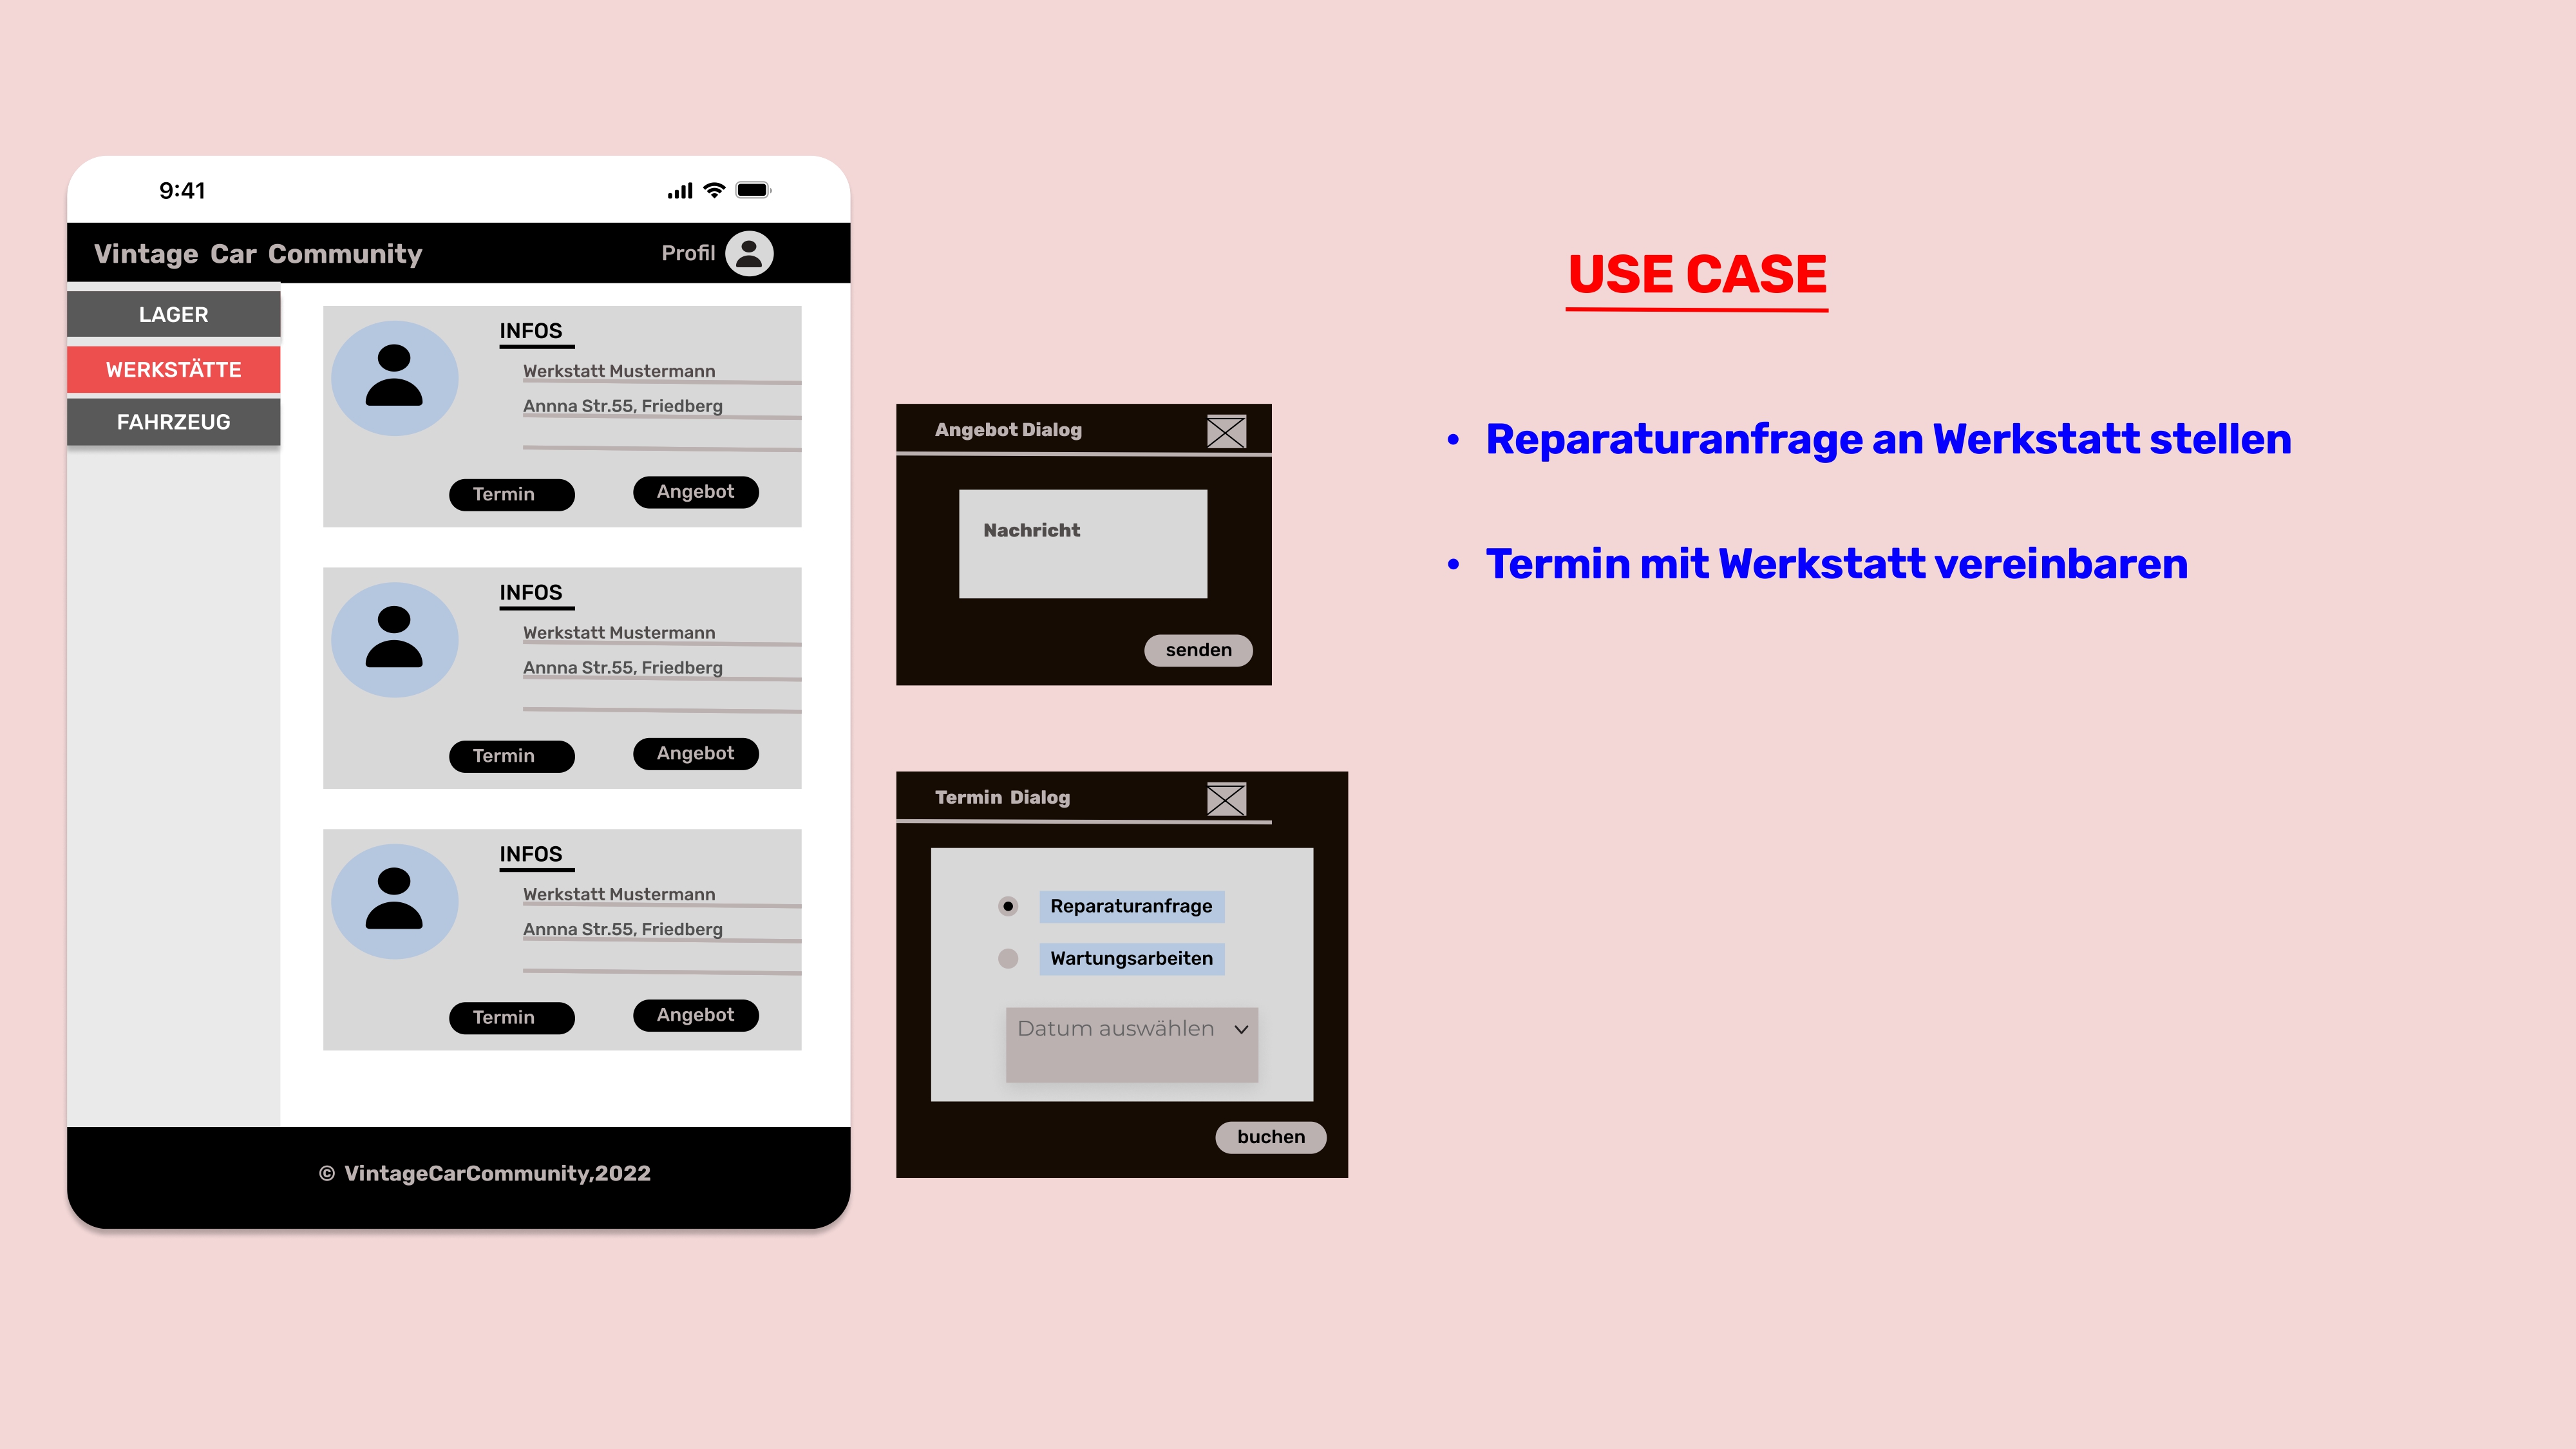 9:41
Vintage Car Community
Profil
LAGER
WERKSTÄTTE
FAHRZEUG
INFOS
Werkstatt Mustermann
Annna Str.55, Friedberg
Termin
Angebot
INFOS
Werkstatt Mustermann
Annna Str.55, Friedberg
Termin
Angebot
INFOS
Werkstatt Mustermann
Annna Str.55, Friedberg
Termin
Angebot
© VintageCarCommunity,2022
Angebot Dialog
Nachricht
senden
Termin Dialog
Reparaturanfrage
Wartungsarbeiten
Datum auswählen
buchen
USE CASE
• Reparaturanfrage an Werkstatt stellen
• Termin mit Werkstatt vereinbaren